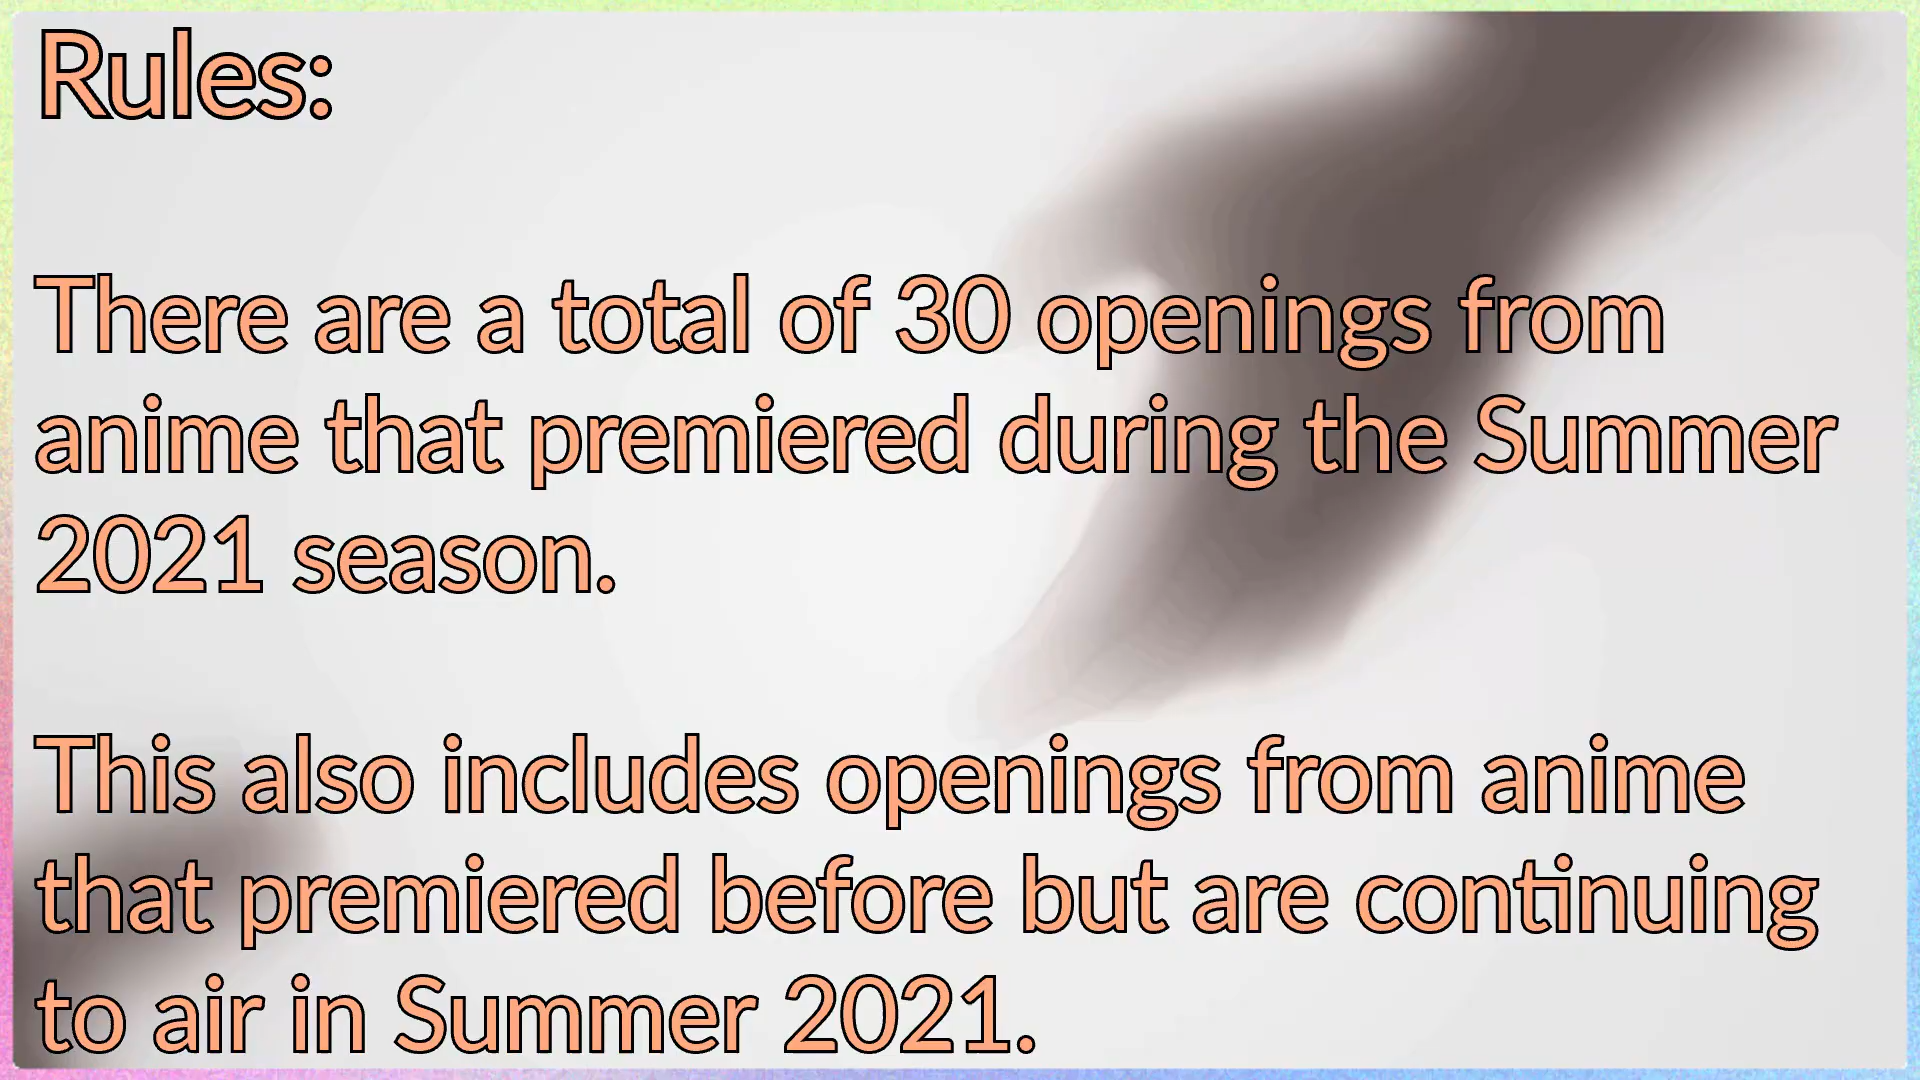 Rules:
There are a total of 30 openings from
anime that premiered during the Summer
2021 season.
This also includes openings from anime
that premiered before but are continuing
to air in Summer 2021.